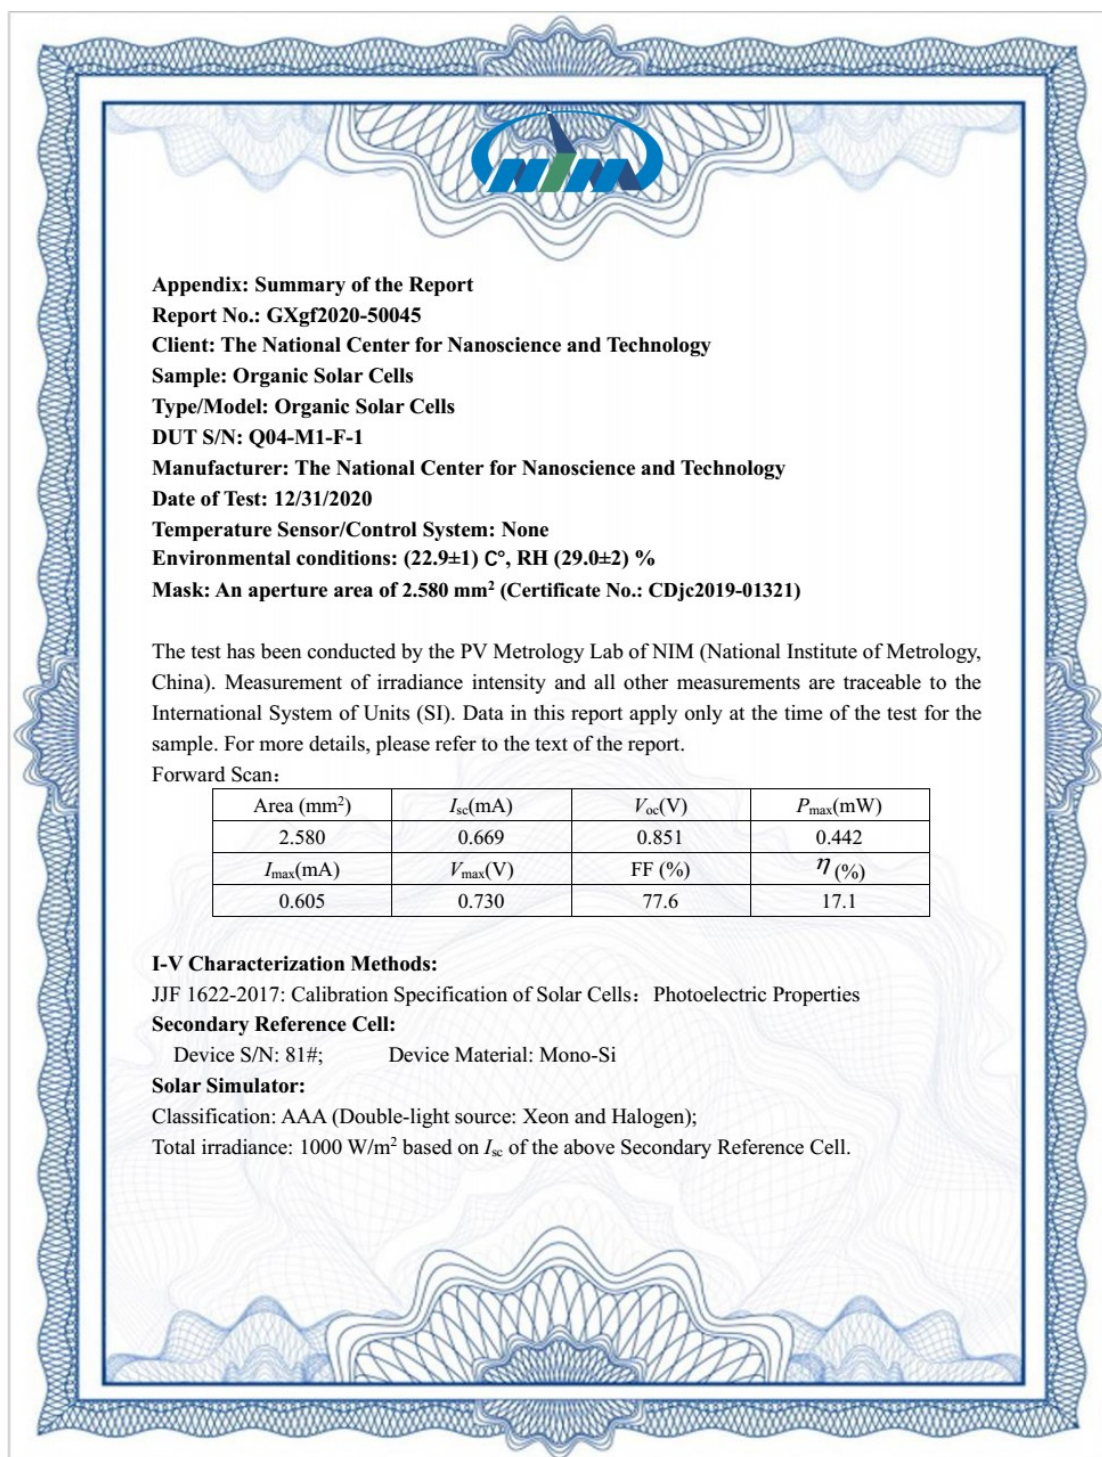 NIM
Appendix: Summary of the Report
Report No.: GXgf2020-50045
Client: The National Center for Nanoscience and Technology
Sample: Organic Solar Cells
Type/Model: Organic Solar Cells
DUT S/N: Q04-M1-F-1
Manufacturer: The National Center for Nanoscience and Technology
Date of Test: 12/31/2020
Temperature Sensor/Control System: None
Environmental conditions: (22.9±1) C°, RH (29.0±2) %
Mask: An aperture area of 2.580 mm² (Certificate No.: CDjc2019-01321)
The test has been conducted by the PV Metrology Lab of NIM (National Institute of Metrology,
China). Measurement of irradiance intensity and all other measurements are traceable to the
International System of Units (SI). Data in this report apply only at the time of the test for the
sample. For more details, please refer to the text of the report.
Forward Scan：
Area (mm²) Isc(mA) Voc(V) Pmax(mW)
2.580 0.669 0.851 0.442
Imax(mA) Vmax(V) FF (%) η (%)
0.605 0.730 77.6 17.1
I-V Characterization Methods:
JJF 1622-2017: Calibration Specification of Solar Cells：Photoelectric Properties
Secondary Reference Cell:
Device S/N: 81#; Device Material: Mono-Si
Solar Simulator:
Classification: AAA (Double-light source: Xeon and Halogen);
Total irradiance: 1000 W/m² based on Isc of the above Secondary Reference Cell.